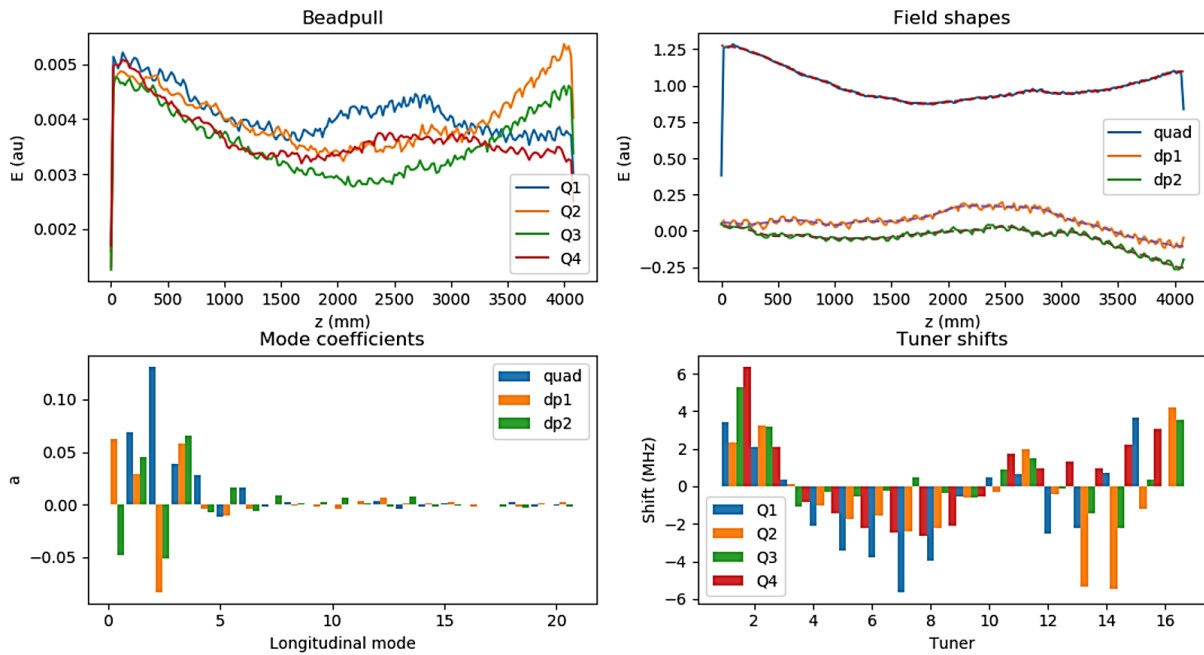 Beadpull
E (au)
0.005
0.004
0.003
0.002
0 500 1000 1500 2000 2500 3000 3500 4000
z (mm)
Q1
Q2
Q3
Q4
Field shapes
E (au)
1.25
1.00
0.75
0.50
0.25
0.00
−0.25
0 500 1000 1500 2000 2500 3000 3500 4000
z (mm)
quad
dp1
dp2
Mode coefficients
a
0.10
0.05
0.00
−0.05
0 5 10 15 20
Longitudinal mode
quad
dp1
dp2
Tuner shifts
Shift (MHz)
6
4
2
0
−2
−4
−6
2 4 6 8 10 12 14 16
Tuner
Q1
Q2
Q3
Q4